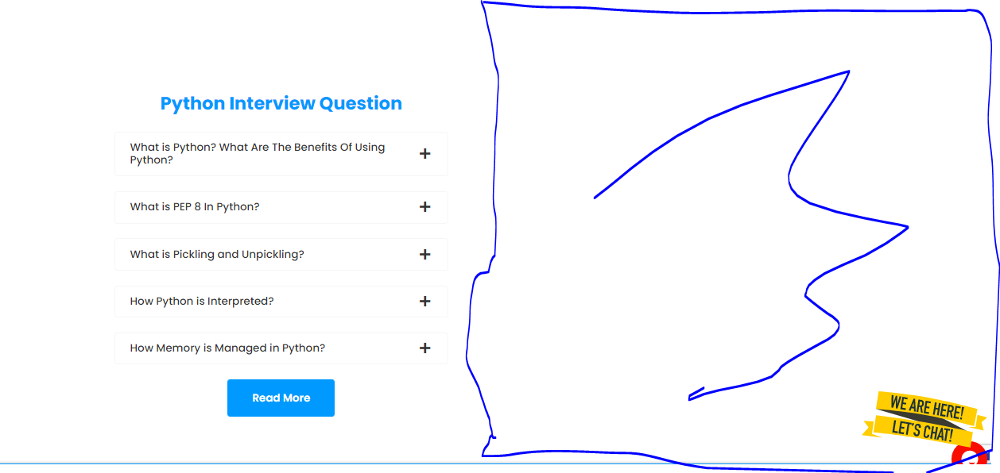 Python Interview Question
What is Python? What Are The Benefits Of Using
Python?
What is PEP 8 In Python?
What is Pickling and Unpickling?
How Python is Interpreted?
How Memory is Managed in Python?
Read More
WE ARE HERE!
LET'S CHAT!